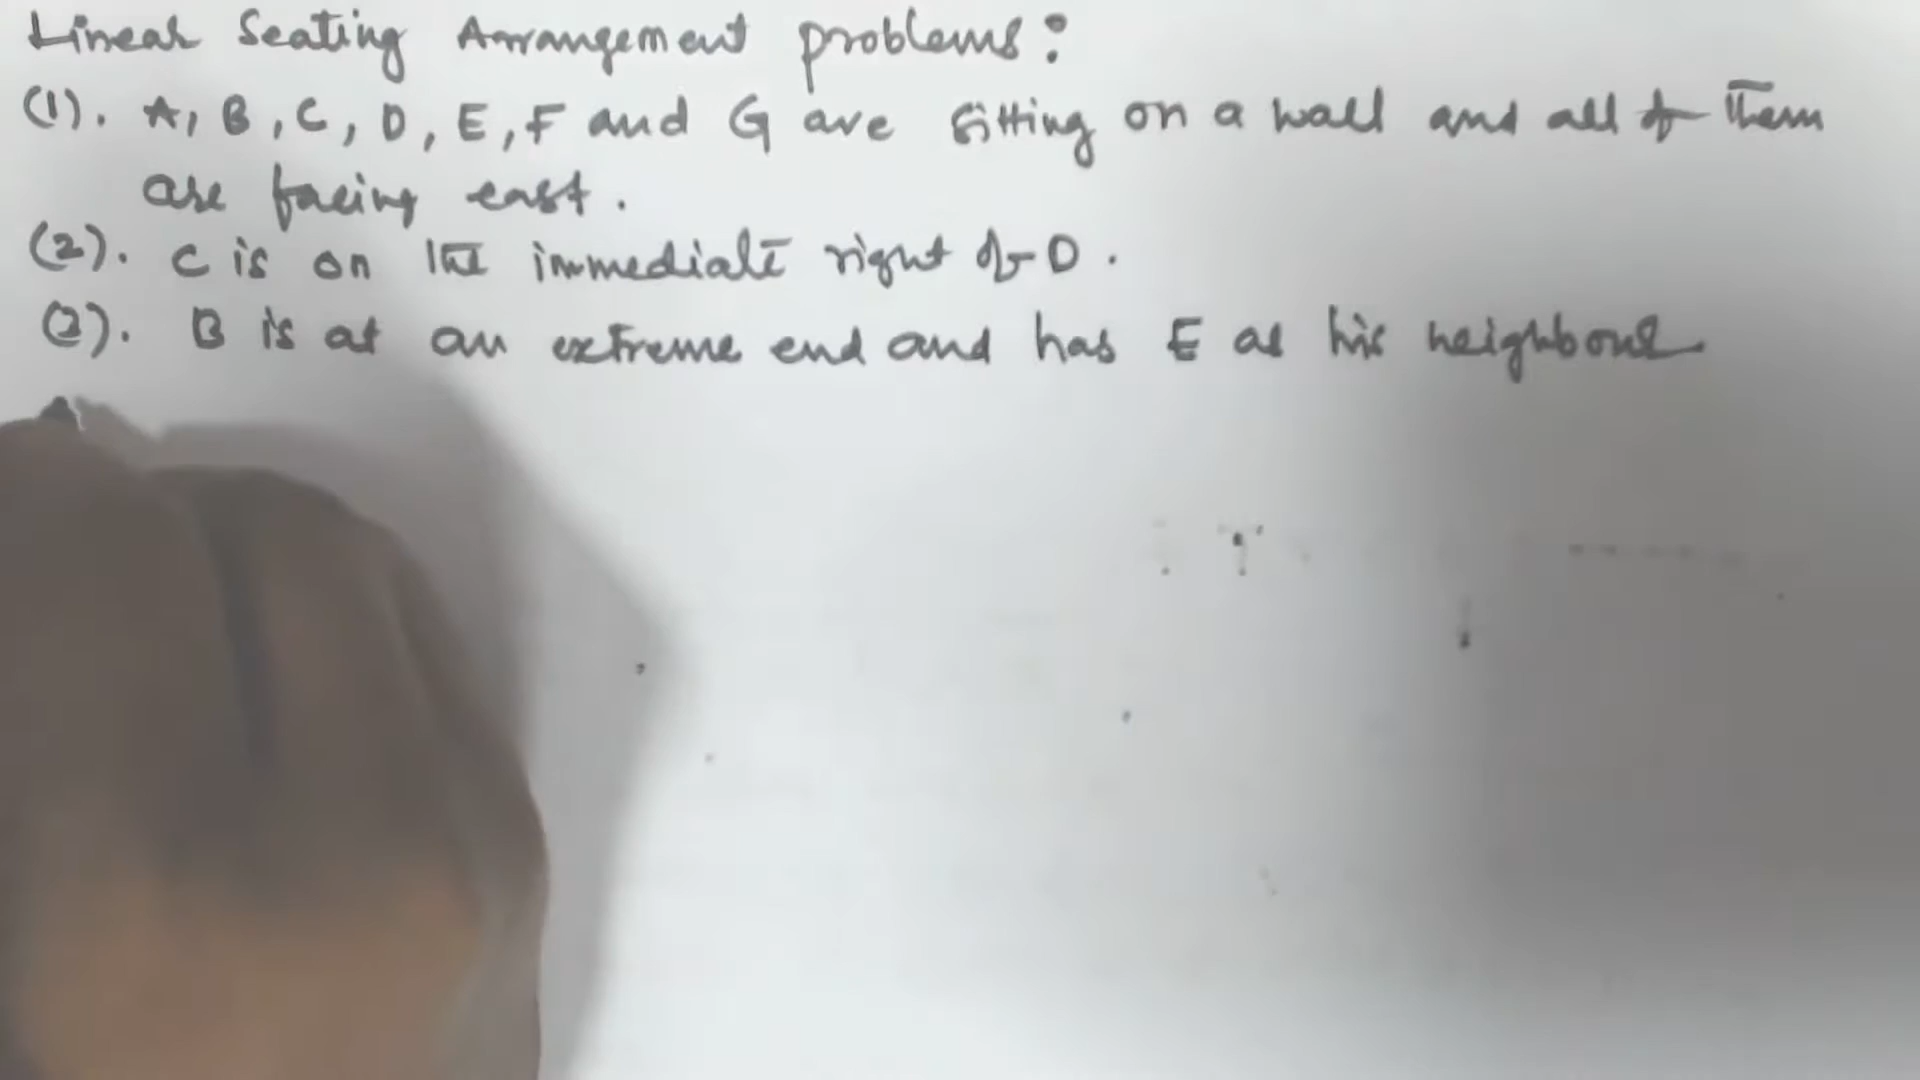 Linear Seating Arrangement problems:
(1). A, B, C, D, E, F and G are sitting on a wall and all of them
are facing east.
(2). C is on the immediate right of D.
(3). B is at an extreme end and has E as his neighbour